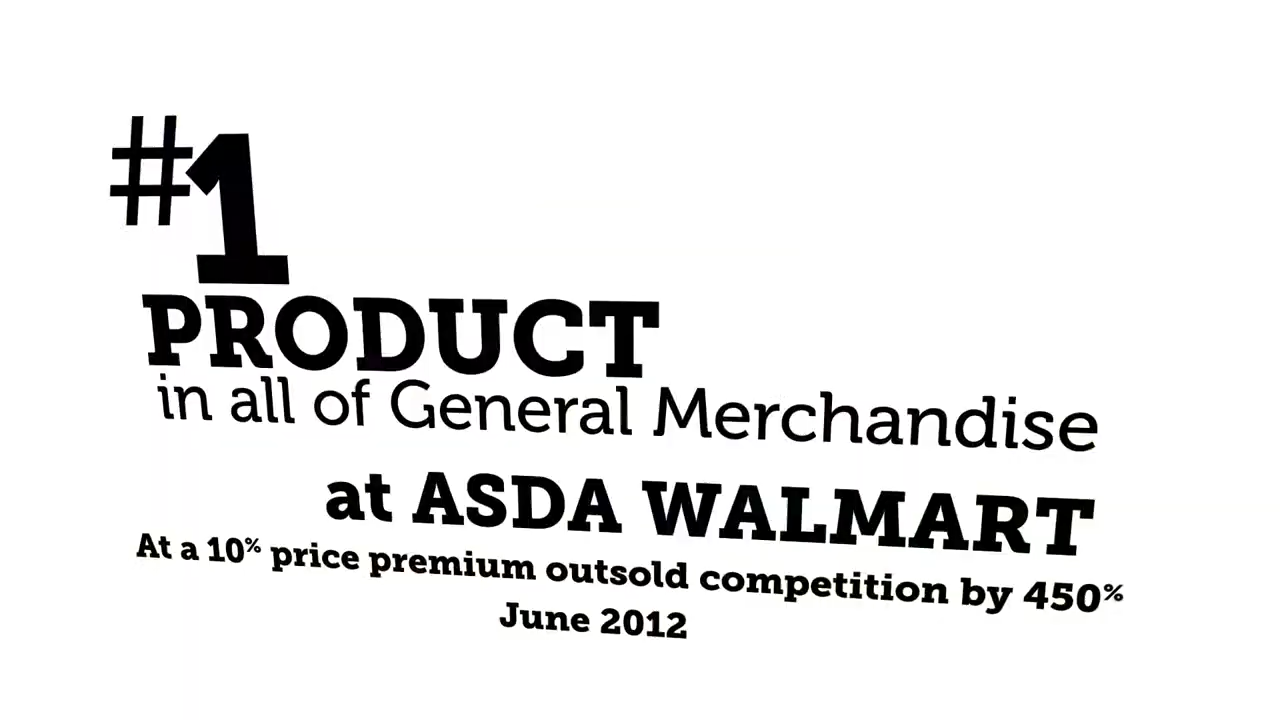 #1
PRODUCT
in all of General Merchandise
at ASDA WALMART
At a 10% price premium outsold competition by 450%
June 2012